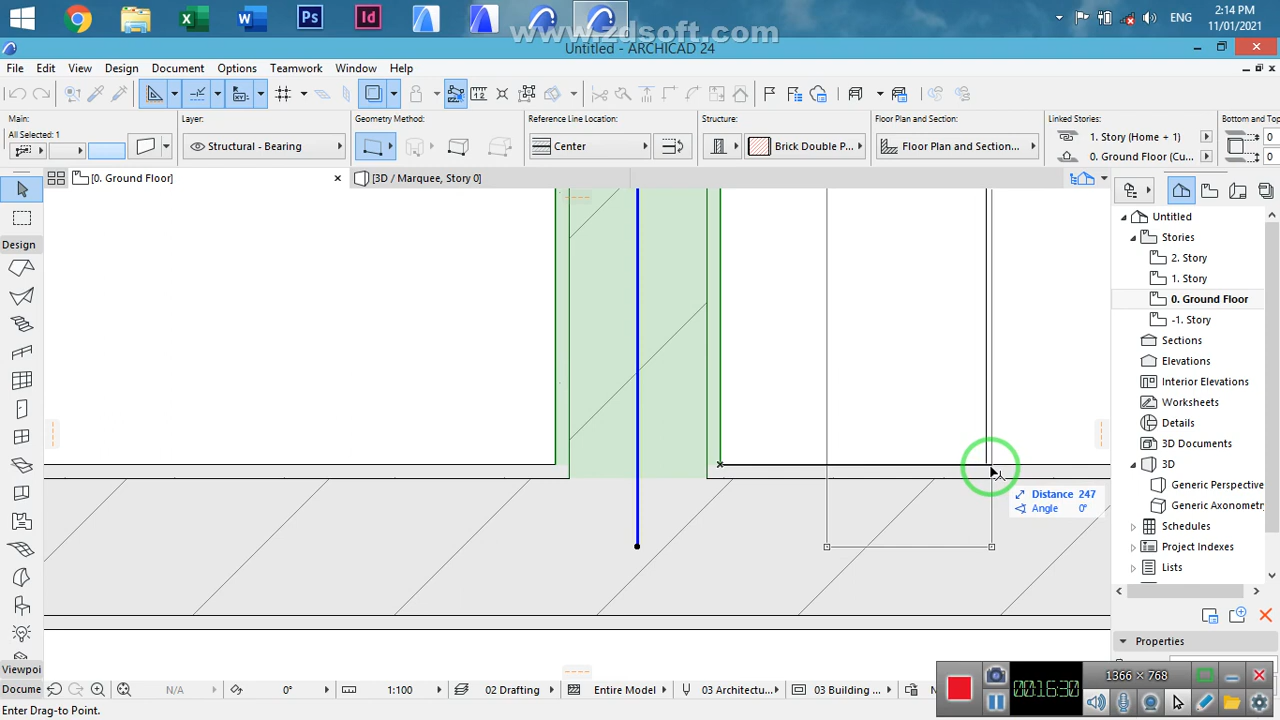 2:14 PM
ENG
11/01/2021
www.zdsoft.com
Untitled - ARCHICAD 24
File Edit View Design Document Options Teamwork Window Help
Main:
All Selected: 1
Layer:
Structural - Bearing
Geometry Method:
Reference Line Location:
Center
Structure:
Brick Double P...
Floor Plan and Section:
Floor Plan and Section...
Linked Stories:
1. Story (Home + 1)
0. Ground Floor (Cu...
Bottom and Top
0
0
[0. Ground Floor]
[3D / Marquee, Story 0]
Design
Untitled
Stories
2. Story
1. Story
0. Ground Floor
-1. Story
Sections
Elevations
Interior Elevations
Worksheets
Details
3D Documents
3D
Generic Perspective
Generic Axonometr
Schedules
Project Indexes
Lists
Distance 247
Angle 0°
Properties
Viewpoi
Docume
N/A
0°
1:100
02 Drafting
Entire Model
03 Architectu...
03 Building ...
N
00:16:30
1366 × 768
Enter Drag-to Point.